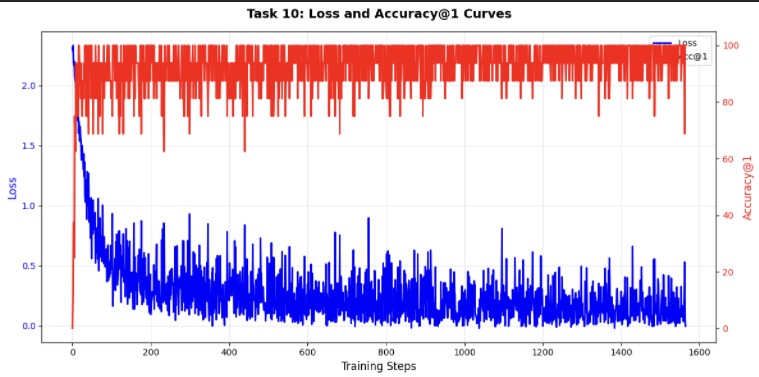 Task 10: Loss and Accuracy@1 Curves
Loss
cc@1
2.0
1.5
1.0
0.5
0.0
Loss
100
80
60
40
20
0
Accuracy@1
0 200 400 600 800 1000 1200 1400 1600
Training Steps